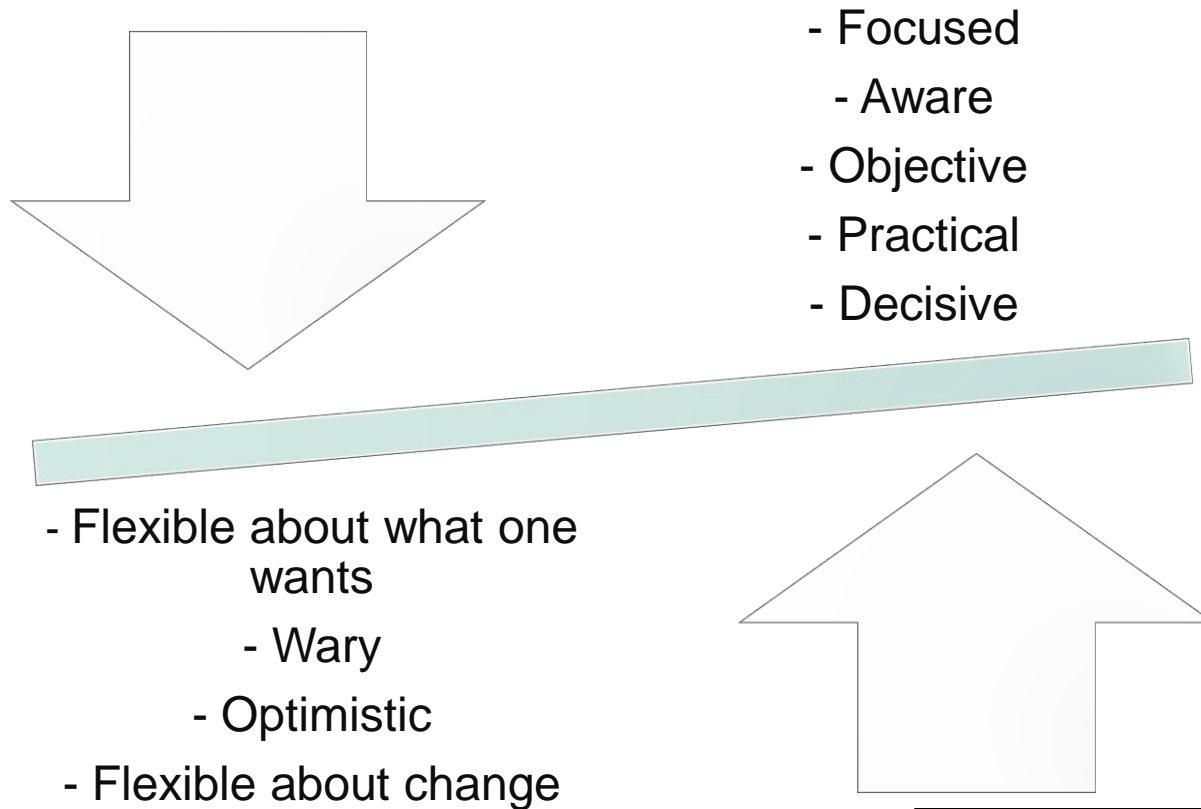 - Focused
- Aware
- Objective
- Practical
- Decisive
- Flexible about what one
wants
- Wary
- Optimistic
- Flexible about change